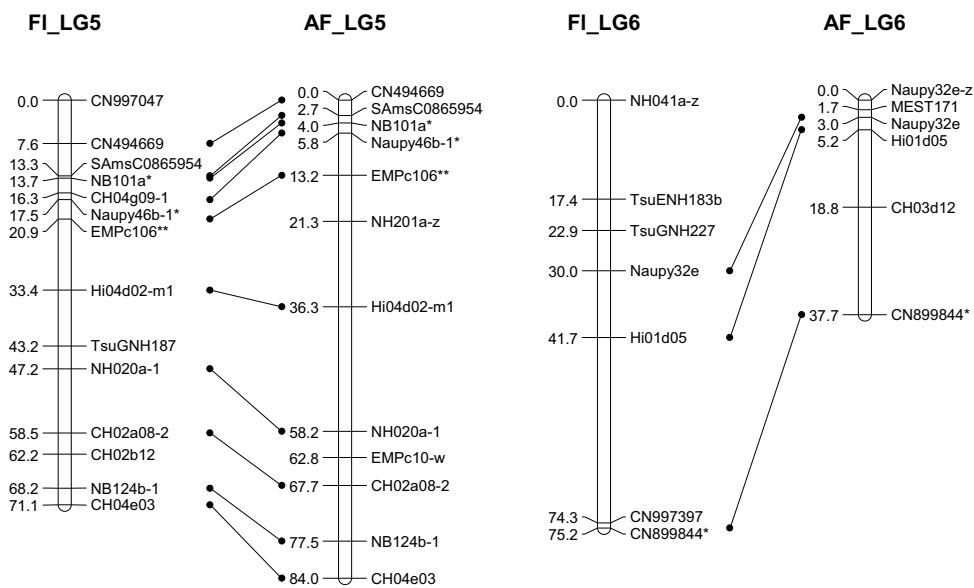 FI_LG5
0.0 CN997047
7.6 CN494669
13.3 SAmsC0865954
13.7 NB101a*
16.3 CH04g09-1
17.5 Naupy46b-1*
20.9 EMPc106**
33.4 Hi04d02-m1
43.2 TsuGNH187
47.2 NH020a-1
58.5 CH02a08-2
62.2 CH02b12
68.2 NB124b-1
71.1 CH04e03
AF_LG5
0.0 CN494669
2.7 SAmsC0865954
4.0 NB101a*
5.8 Naupy46b-1*
13.2 EMPc106**
21.3 NH201a-z
36.3 Hi04d02-m1
58.2 NH020a-1
62.8 EMPc10-w
67.7 CH02a08-2
77.5 NB124b-1
84.0 CH04e03
FI_LG6
0.0 NH041a-z
17.4 TsuENH183b
22.9 TsuGNH227
30.0 Naupy32e
41.7 Hi01d05
74.3 CN997397
75.2 CN899844*
AF_LG6
0.0 Naupy32e-z
1.7 MEST171
3.0 Naupy32e
5.2 Hi01d05
18.8 CH03d12
37.7 CN899844*